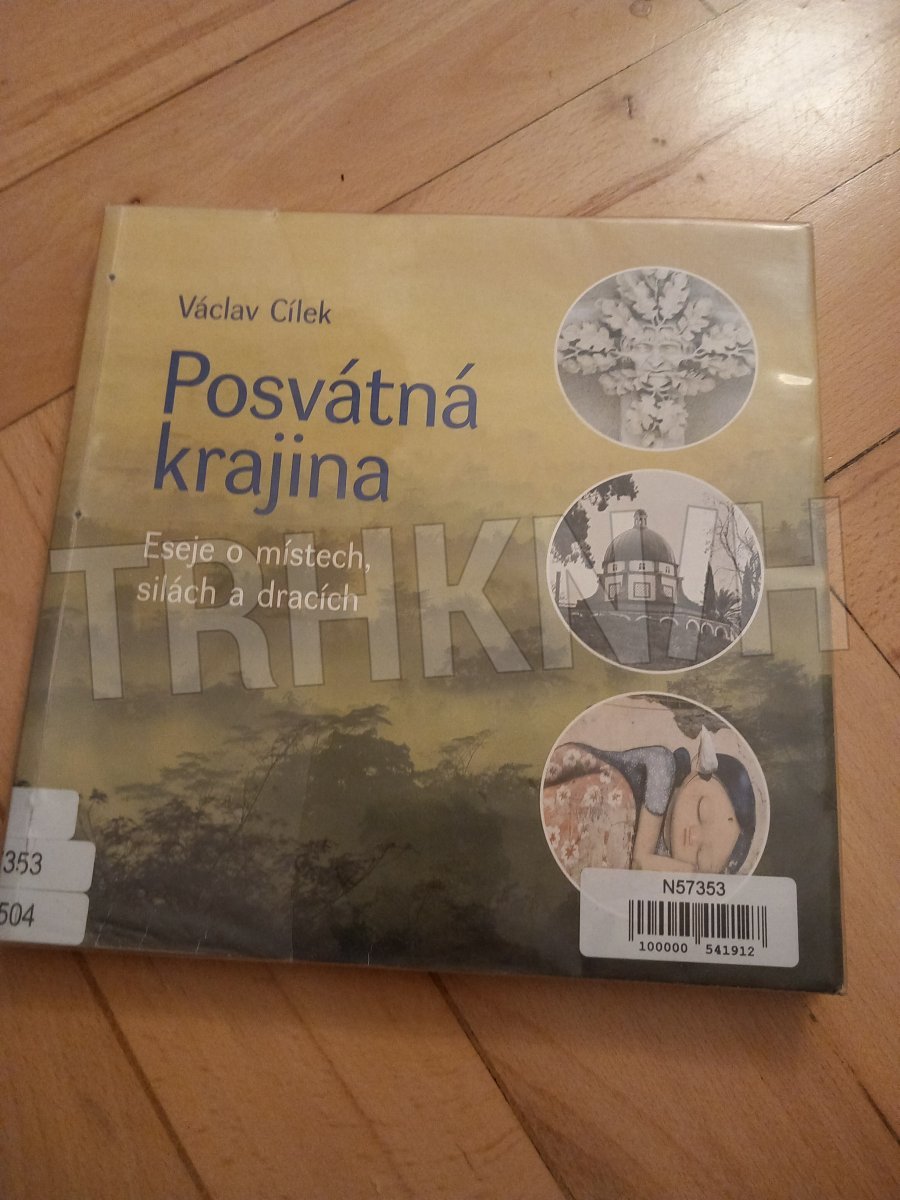 Václav Cílek
Posvátná
krajina
Eseje o místech,
silách a dracích
TRHKNIH
353
504
N57353
100000 541912